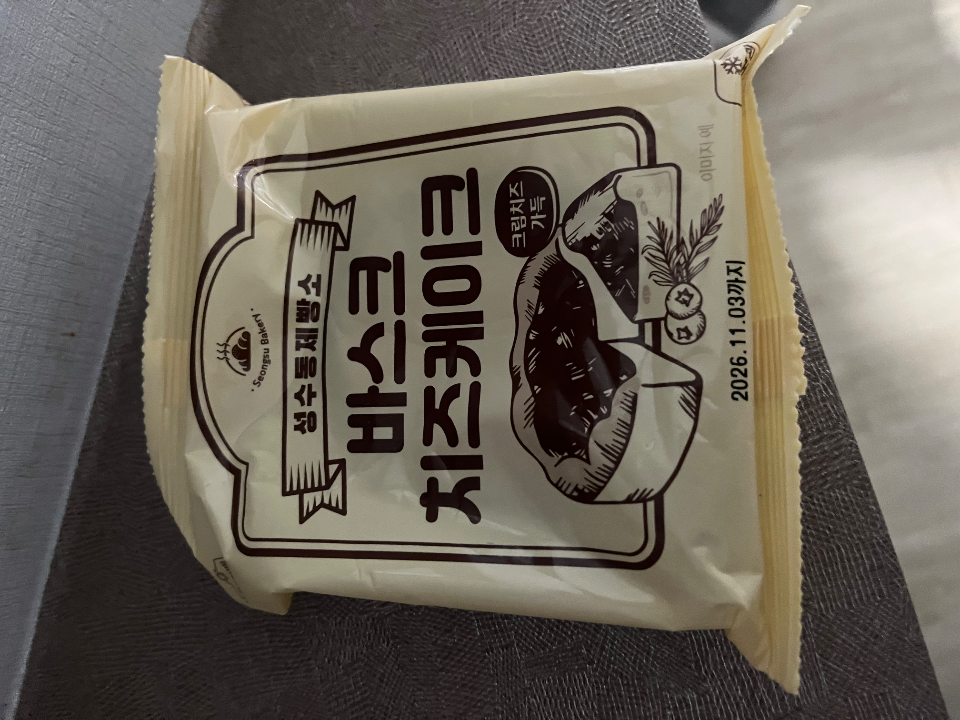 Seongsu Bakery
성수동제빵소
바스크
치즈케이크
크림치즈
가득
이미지 예
2026.11.03까지